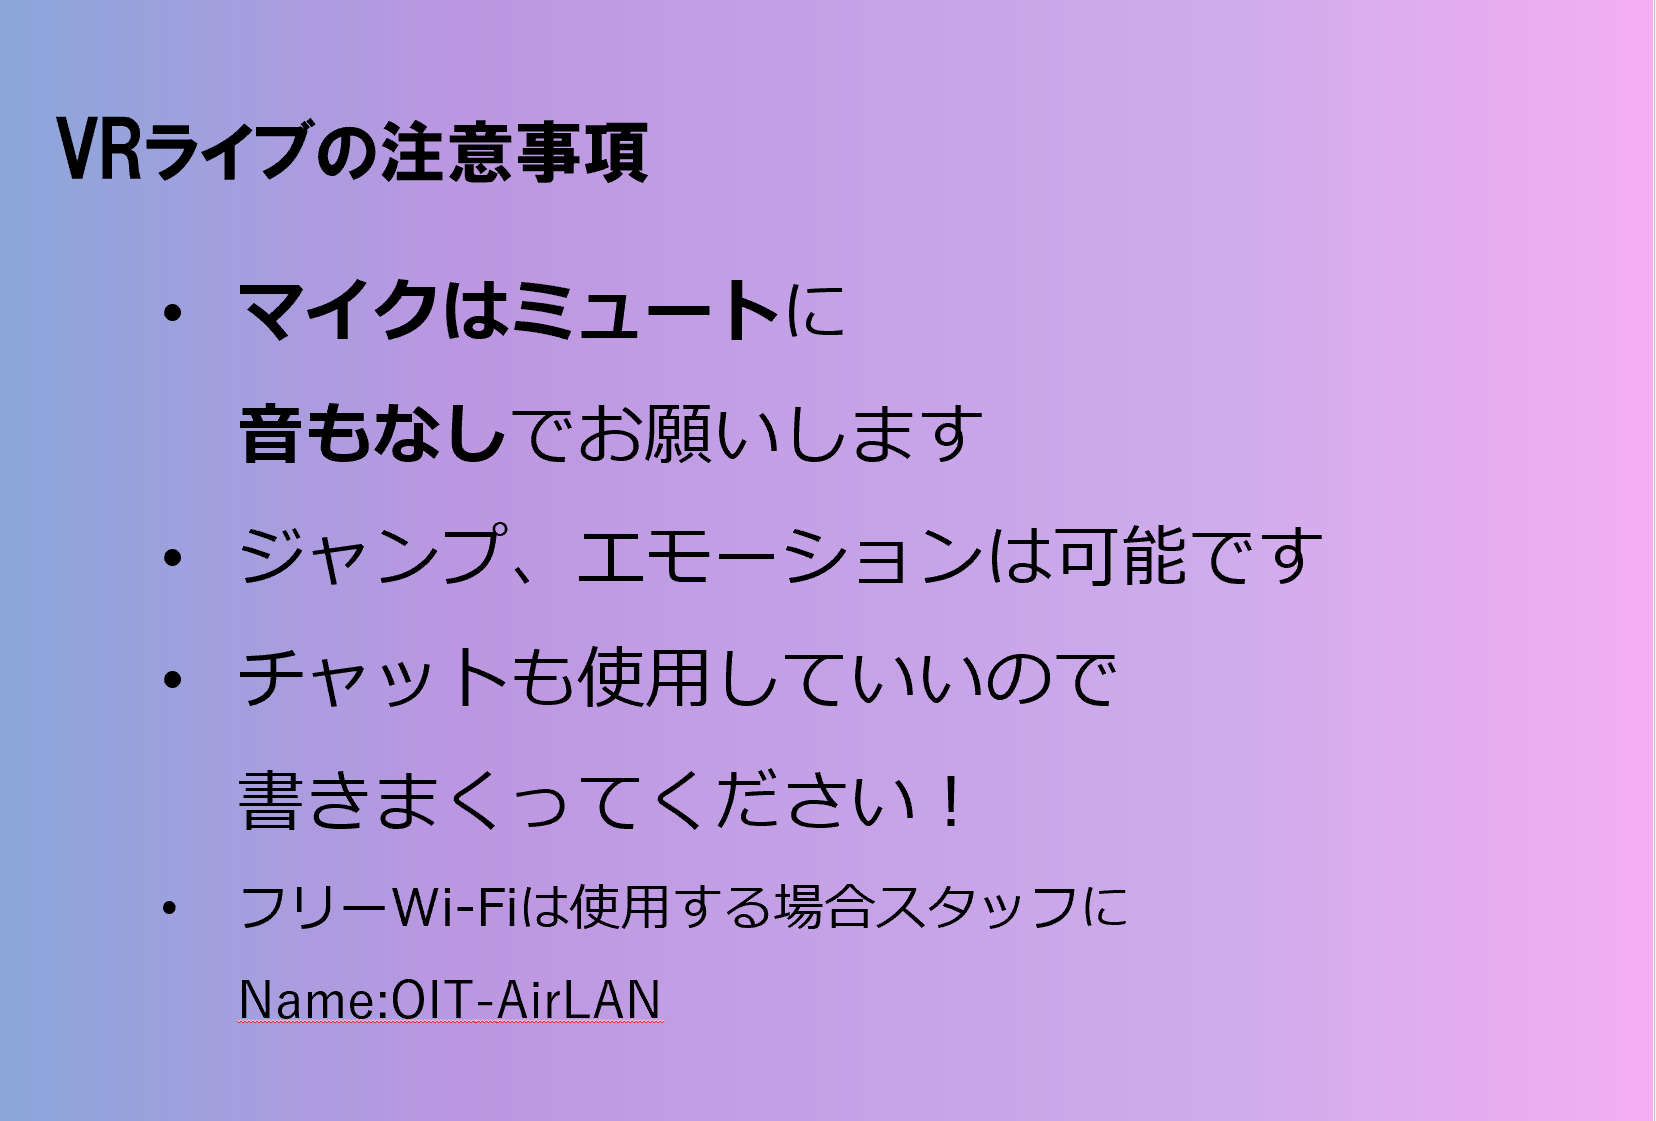 VRライブの注意事項
• マイクはミュートに
音もなしでお願いします
• ジャンプ、エモーションは可能です
• チャットも使用していいので
書きまくってください！
• フリーWi-Fiは使用する場合スタッフに
Name:OIT-AirLAN